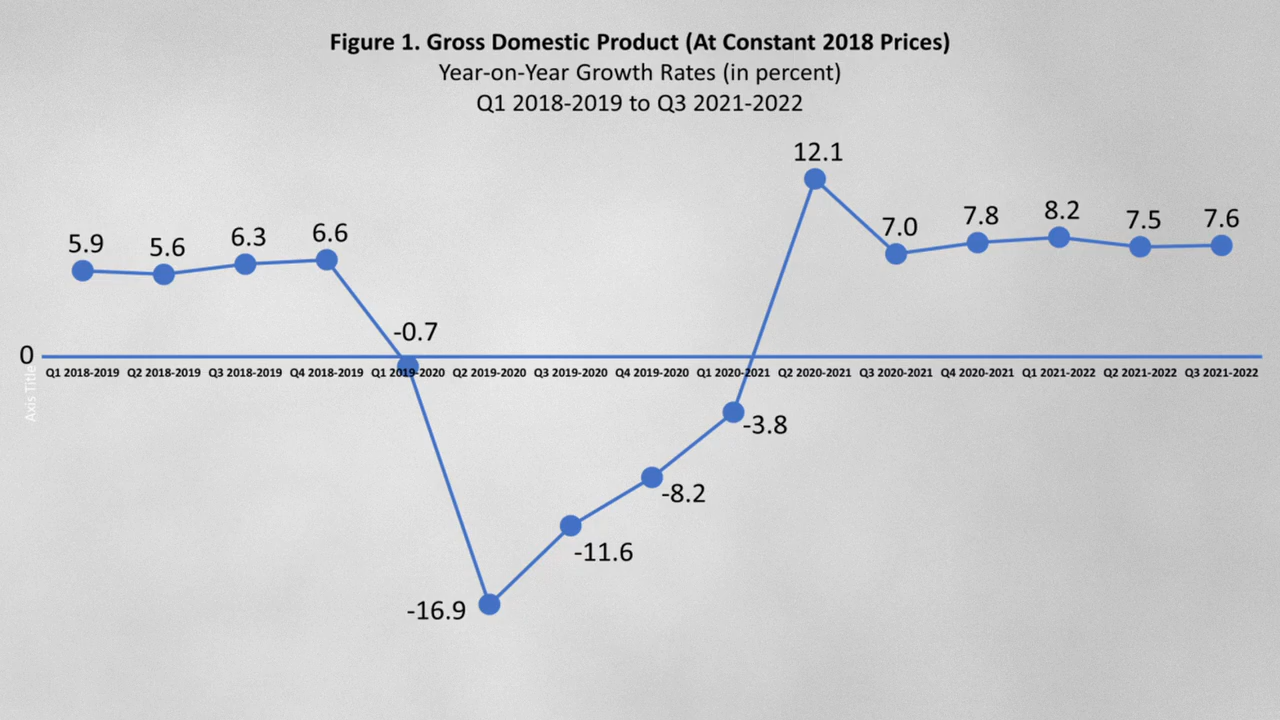 Figure 1. Gross Domestic Product (At Constant 2018 Prices)
Year-on-Year Growth Rates (in percent)
Q1 2018-2019 to Q3 2021-2022
12.1
5.9
5.6
6.3
6.6
7.0
7.8
8.2
7.5
7.6
-0.7
0
Q1 2018-2019
Q2 2018-2019
Q3 2018-2019
Q4 2018-2019
Q1 2019-2020
Q2 2019-2020
Q3 2019-2020
Q4 2019-2020
Q1 2020-2021
Q2 2020-2021
Q3 2020-2021
Q4 2020-2021
Q1 2021-2022
Q2 2021-2022
Q3 2021-2022
Axis Title
-3.8
-8.2
-11.6
-16.9